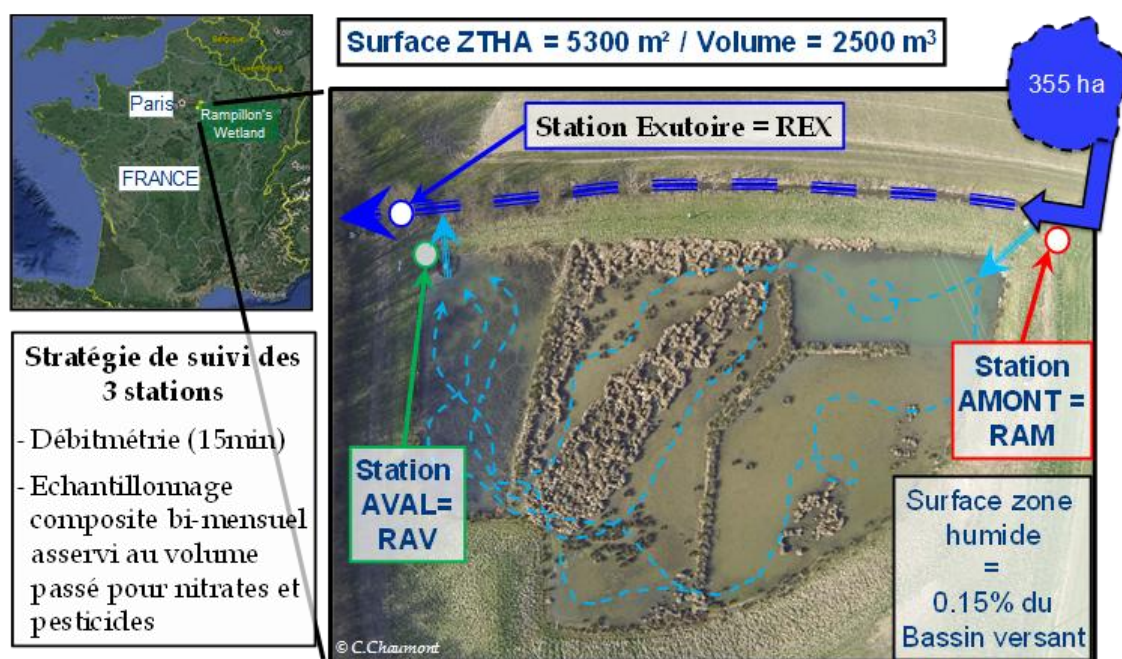 Surface ZTHA = 5300 m² / Volume = 2500 m³
355 ha
Belgique
Luxembourg
Paris
Rampillon's
Wetland
FRANCE
Station Exutoire = REX
Stratégie de suivi des
3 stations
- Débitmétrie (15min)
- Echantillonnage
composite bi-mensuel
asservi au volume
passé pour nitrates et
pesticides
Station
AVAL=
RAV
Station
AMONT =
RAM
Surface zone
humide
=
0.15% du
Bassin versant
© C.Chaumont